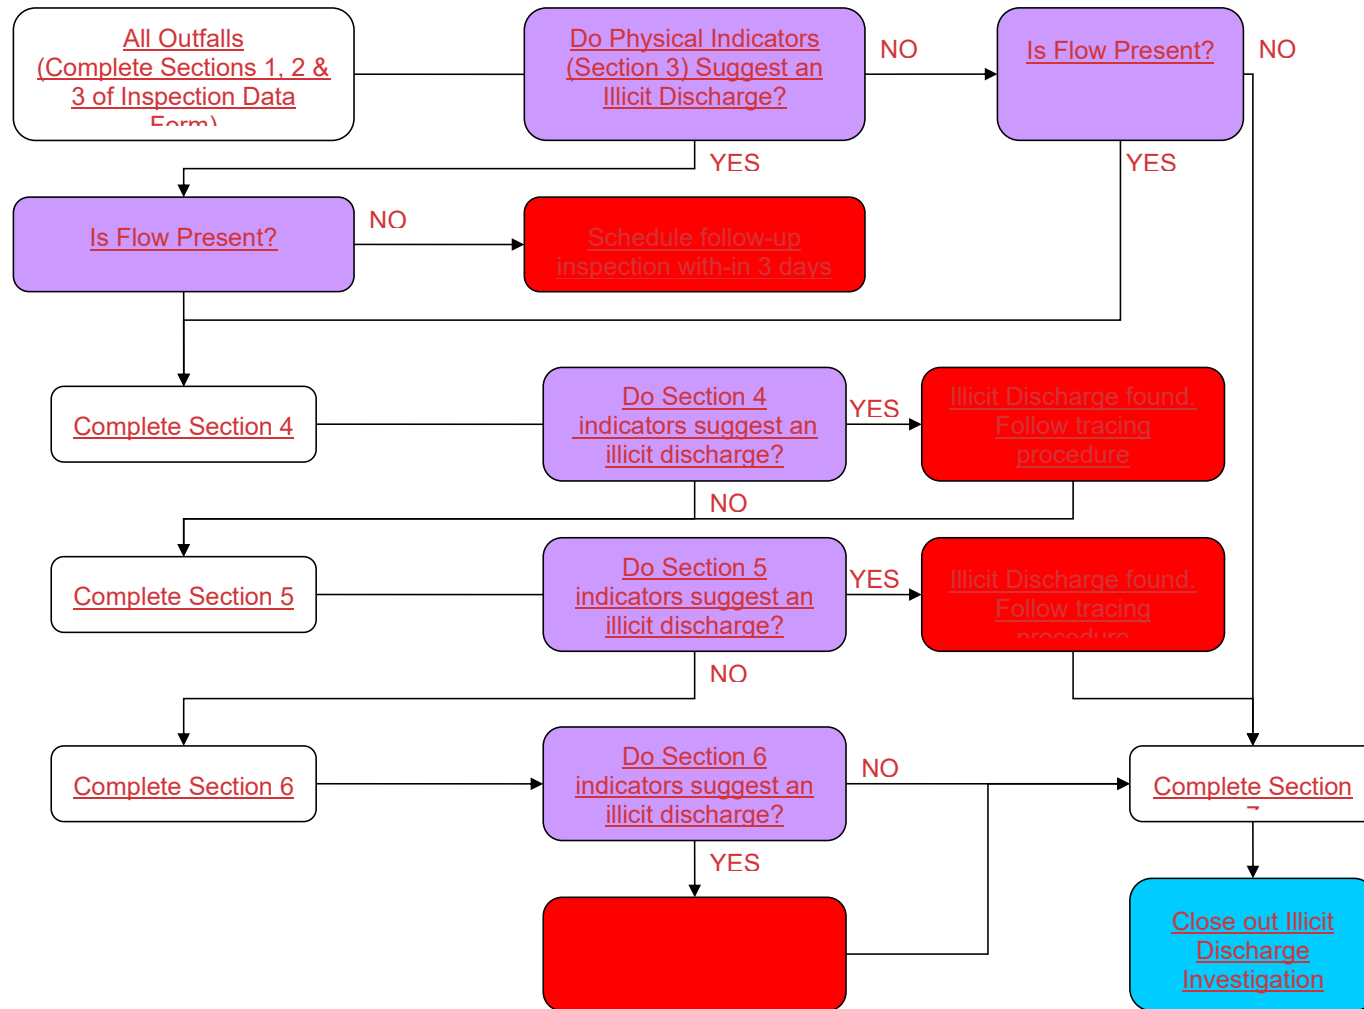 All Outfalls
(Complete Sections 1, 2 &
3 of Inspection Data
Form)
Do Physical Indicators
(Section 3) Suggest an
Illicit Discharge?
NO
Is Flow Present?
NO
YES
YES
Is Flow Present?
NO
Schedule follow-up
inspection with-in 3 days
Complete Section 4
Do Section 4
indicators suggest an
illicit discharge?
YES
Illicit Discharge found.
Follow tracing
procedure
NO
Complete Section 5
Do Section 5
indicators suggest an
illicit discharge?
YES
Illicit Discharge found.
Follow tracing
procedure
NO
Complete Section 6
Do Section 6
indicators suggest an
illicit discharge?
NO
Complete Section
YES
Close out Illicit
Discharge
Investigation